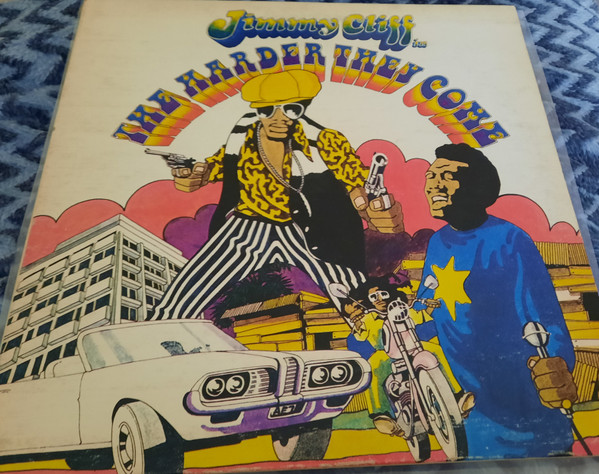 Jimmy Cliff in
THE HARDER THEY COME